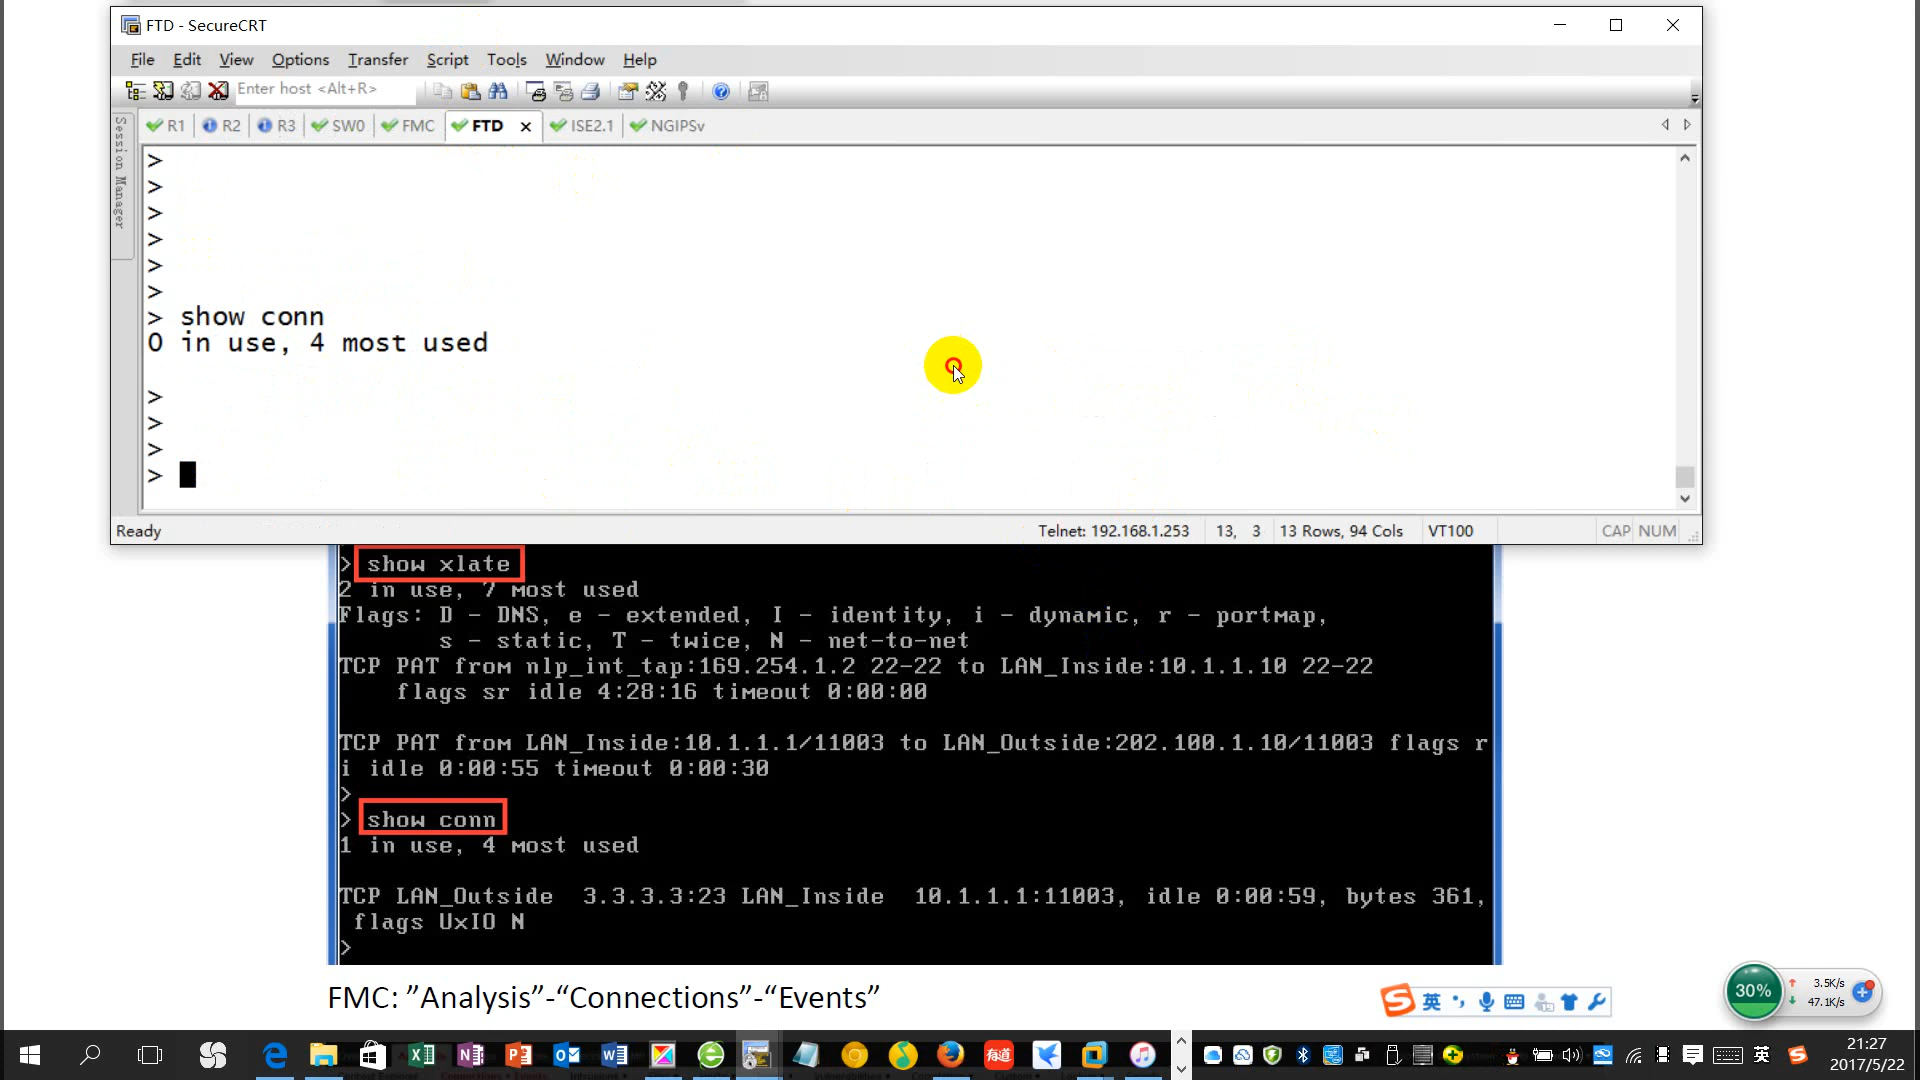 FTD - SecureCRT
File Edit View Options Transfer Script Tools Window Help
Enter host <Alt+R>
R1 R2 R3 SW0 FMC FTD ISE2.1 NGIPSv
Session Manager
>
>
>
>
>
>
> show conn
0 in use, 4 most used
>
>
>
>
Ready Telnet: 192.168.1.253 13, 3 13 Rows, 94 Cols VT100 CAP NUM
> show xlate
2 in use, 7 most used
Flags: D - DNS, e - extended, I - identity, i - dynamic, r - portmap,
s - static, T - twice, N - net-to-net
TCP PAT from nlp_int_tap:169.254.1.2 22-22 to LAN_Inside:10.1.1.10 22-22
flags sr idle 4:28:16 timeout 0:00:00
TCP PAT from LAN_Inside:10.1.1.1/11003 to LAN_Outside:202.100.1.10/11003 flags r
i idle 0:00:55 timeout 0:00:30
>
> show conn
1 in use, 4 most used
TCP LAN_Outside 3.3.3.3:23 LAN_Inside 10.1.1.1:11003, idle 0:00:59, bytes 361,
flags UxIO N
>
FMC: ”Analysis”-“Connections”-“Events”
英
30% 3.5K/s
47.1K/s
有道
英
21:27
2017/5/22